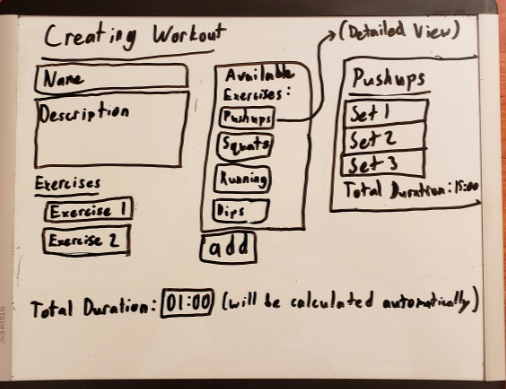 Creating Workout
Name
Description
Exercises
Exercise 1
Exercise 2
Available
Exercises:
Pushups
Squats
Running
Dips
add
(Detailed View)
Pushups
Set 1
Set 2
Set 3
Total Duration: 15:00
Total Duration: 01:00 (will be calculated automatically)